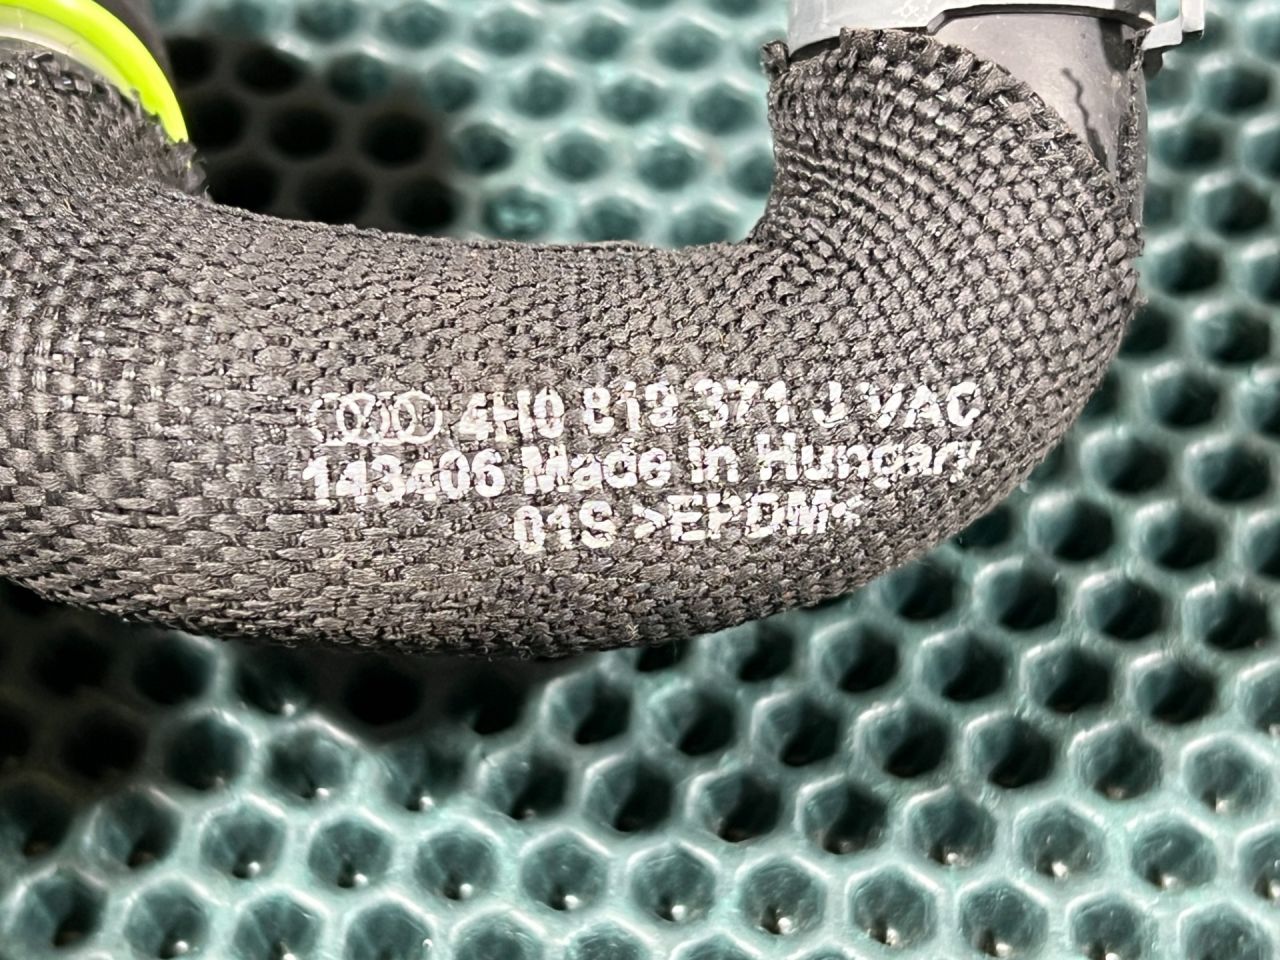 4H0 819 371 J VAC
143406 Made in Hungary
01S >EPDM<